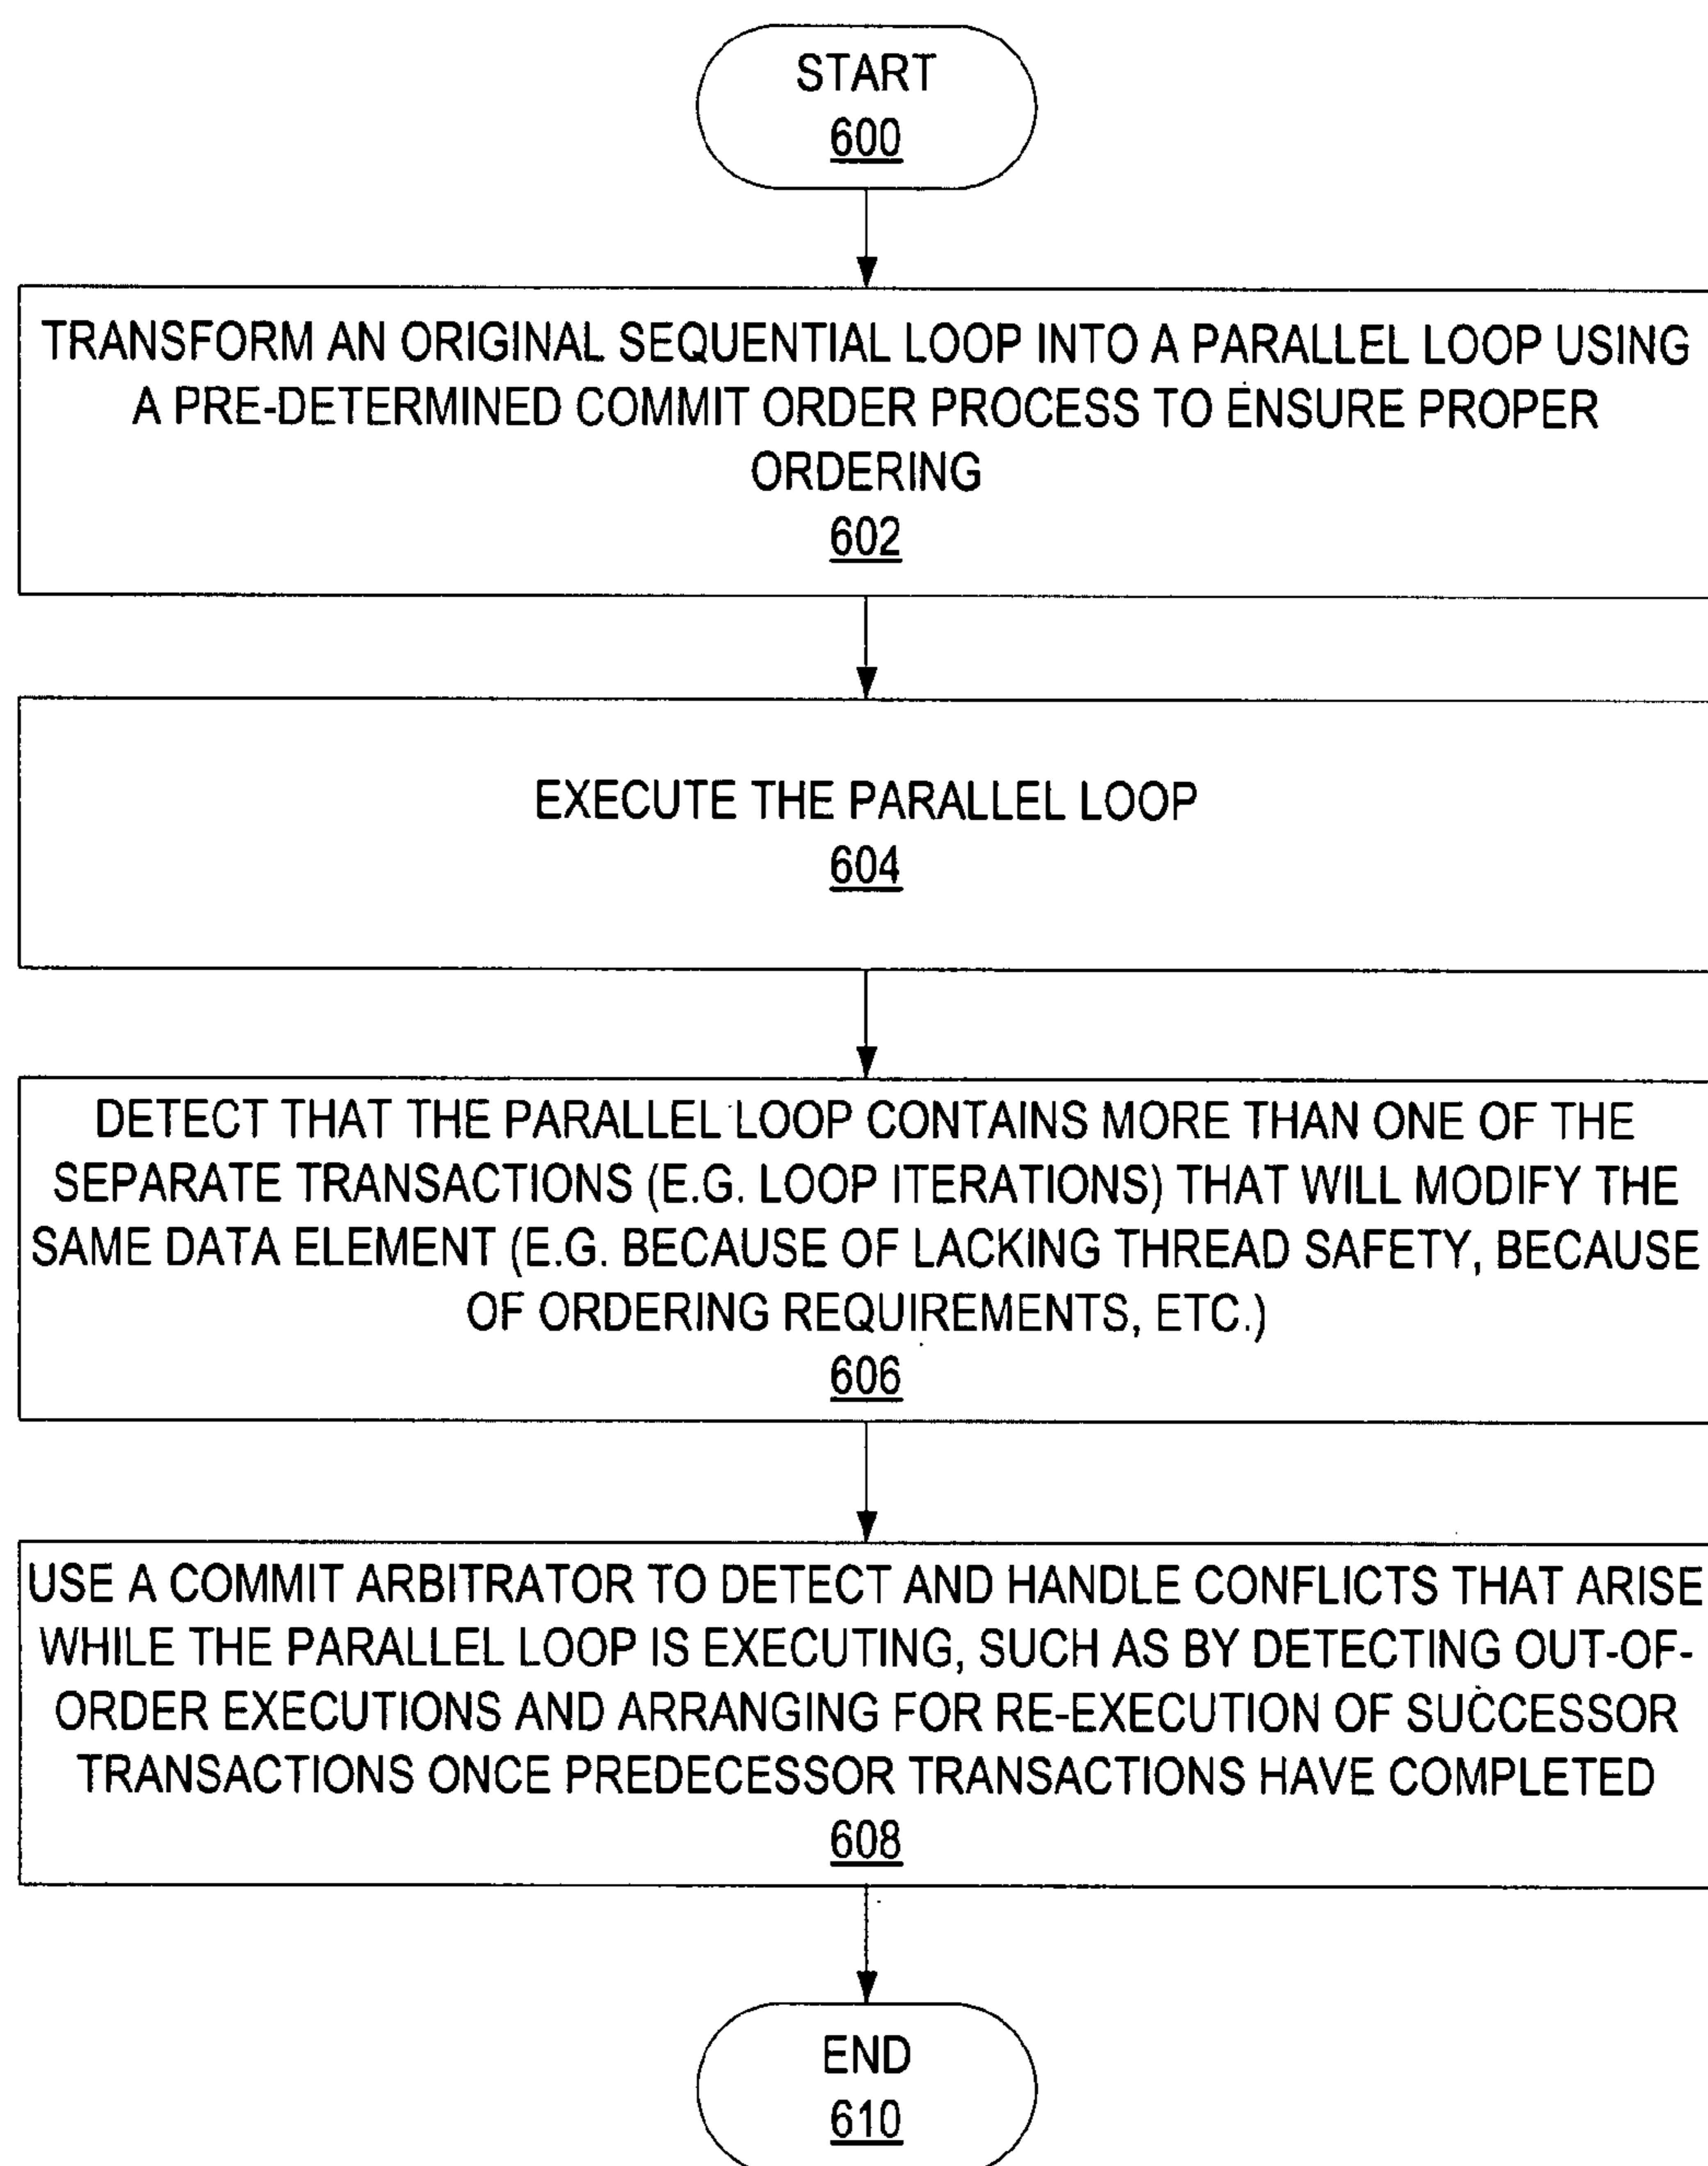 START
600
TRANSFORM AN ORIGINAL SEQUENTIAL LOOP INTO A PARALLEL LOOP USING
A PRE-DETERMINED COMMIT ORDER PROCESS TO ENSURE PROPER
ORDERING
602
EXECUTE THE PARALLEL LOOP
604
DETECT THAT THE PARALLEL LOOP CONTAINS MORE THAN ONE OF THE
SEPARATE TRANSACTIONS (E.G. LOOP ITERATIONS) THAT WILL MODIFY THE
SAME DATA ELEMENT (E.G. BECAUSE OF LACKING THREAD SAFETY, BECAUSE
OF ORDERING REQUIREMENTS, ETC.)
606
USE A COMMIT ARBITRATOR TO DETECT AND HANDLE CONFLICTS THAT ARISE
WHILE THE PARALLEL LOOP IS EXECUTING, SUCH AS BY DETECTING OUT-OF-
ORDER EXECUTIONS AND ARRANGING FOR RE-EXECUTION OF SUCCESSOR
TRANSACTIONS ONCE PREDECESSOR TRANSACTIONS HAVE COMPLETED
608
END
610